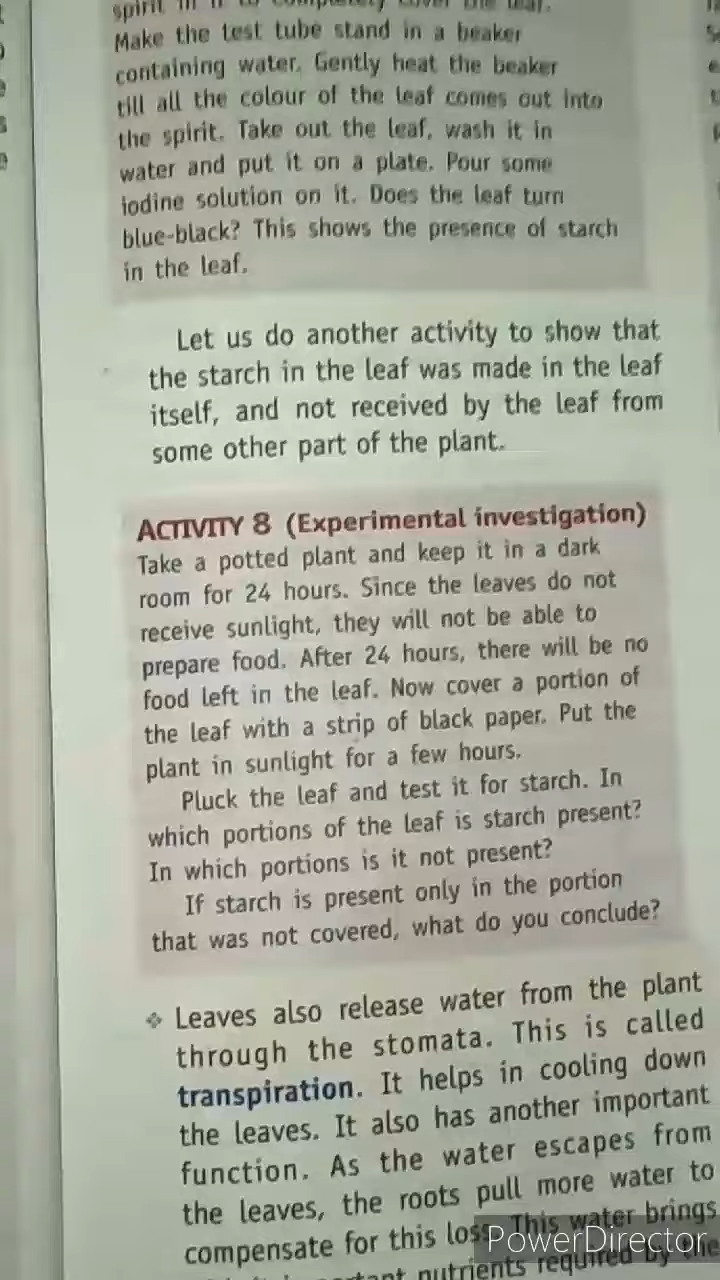 spirit in it to completely cover the leaf.
Make the test tube stand in a beaker
containing water. Gently heat the beaker
till all the colour of the leaf comes out into
the spirit. Take out the leaf, wash it in
water and put it on a plate. Pour some
iodine solution on it. Does the leaf turn
blue-black? This shows the presence of starch
in the leaf.
Let us do another activity to show that
the starch in the leaf was made in the leaf
itself, and not received by the leaf from
some other part of the plant.
ACTIVITY 8 (Experimental investigation)
Take a potted plant and keep it in a dark
room for 24 hours. Since the leaves do not
receive sunlight, they will not be able to
prepare food. After 24 hours, there will be no
food left in the leaf. Now cover a portion of
the leaf with a strip of black paper. Put the
plant in sunlight for a few hours.
Pluck the leaf and test it for starch. In
which portions of the leaf is starch present?
In which portions is it not present?
If starch is present only in the portion
that was not covered, what do you conclude?
❖ Leaves also release water from the plant
through the stomata. This is called
transpiration. It helps in cooling down
the leaves. It also has another important
function. As the water escapes from
the leaves, the roots pull more water to
compensate for this loss. This water brings
nutrients required by the
PowerDirector